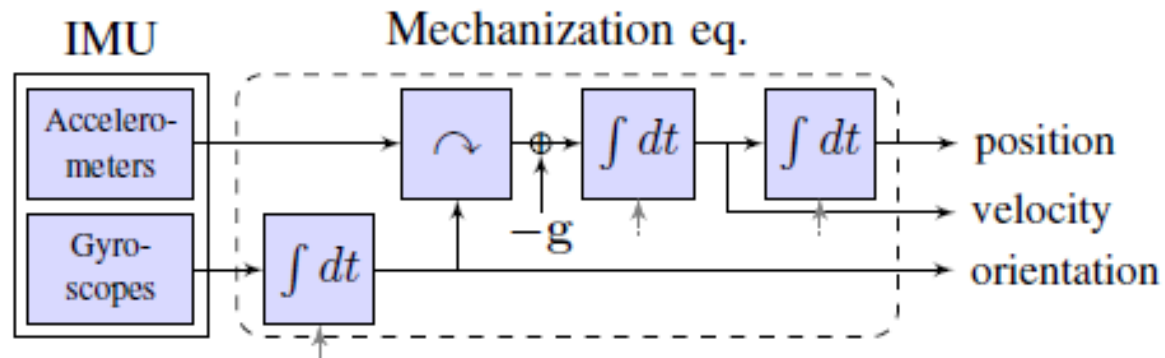 IMU
Mechanization eq.
Accelero-
meters
∫ dt
∫ dt
position
velocity
−g
Gyro-
scopes
∫ dt
orientation